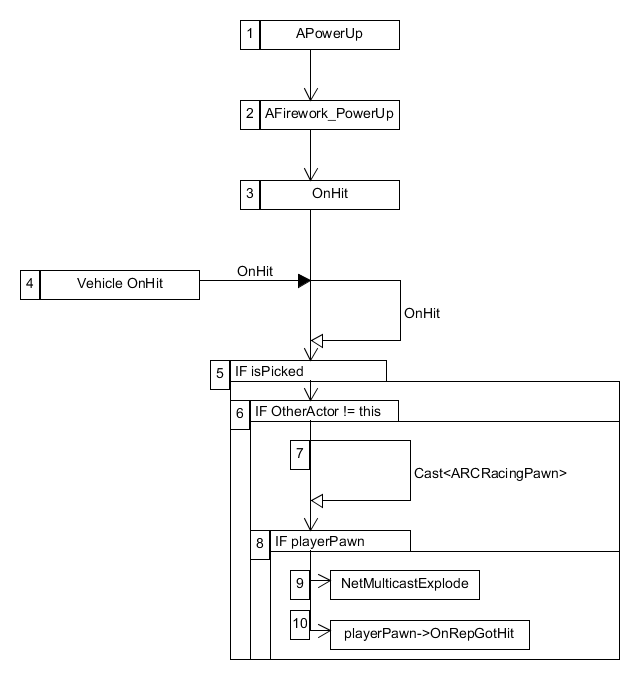 1 APowerUp
2 AFirework_PowerUp
3 OnHit
4 Vehicle OnHit
OnHit
OnHit
5 IF isPicked
6 IF OtherActor != this
7
Cast<ARCRacingPawn>
8 IF playerPawn
9 NetMulticastExplode
10 playerPawn->OnRepGotHit